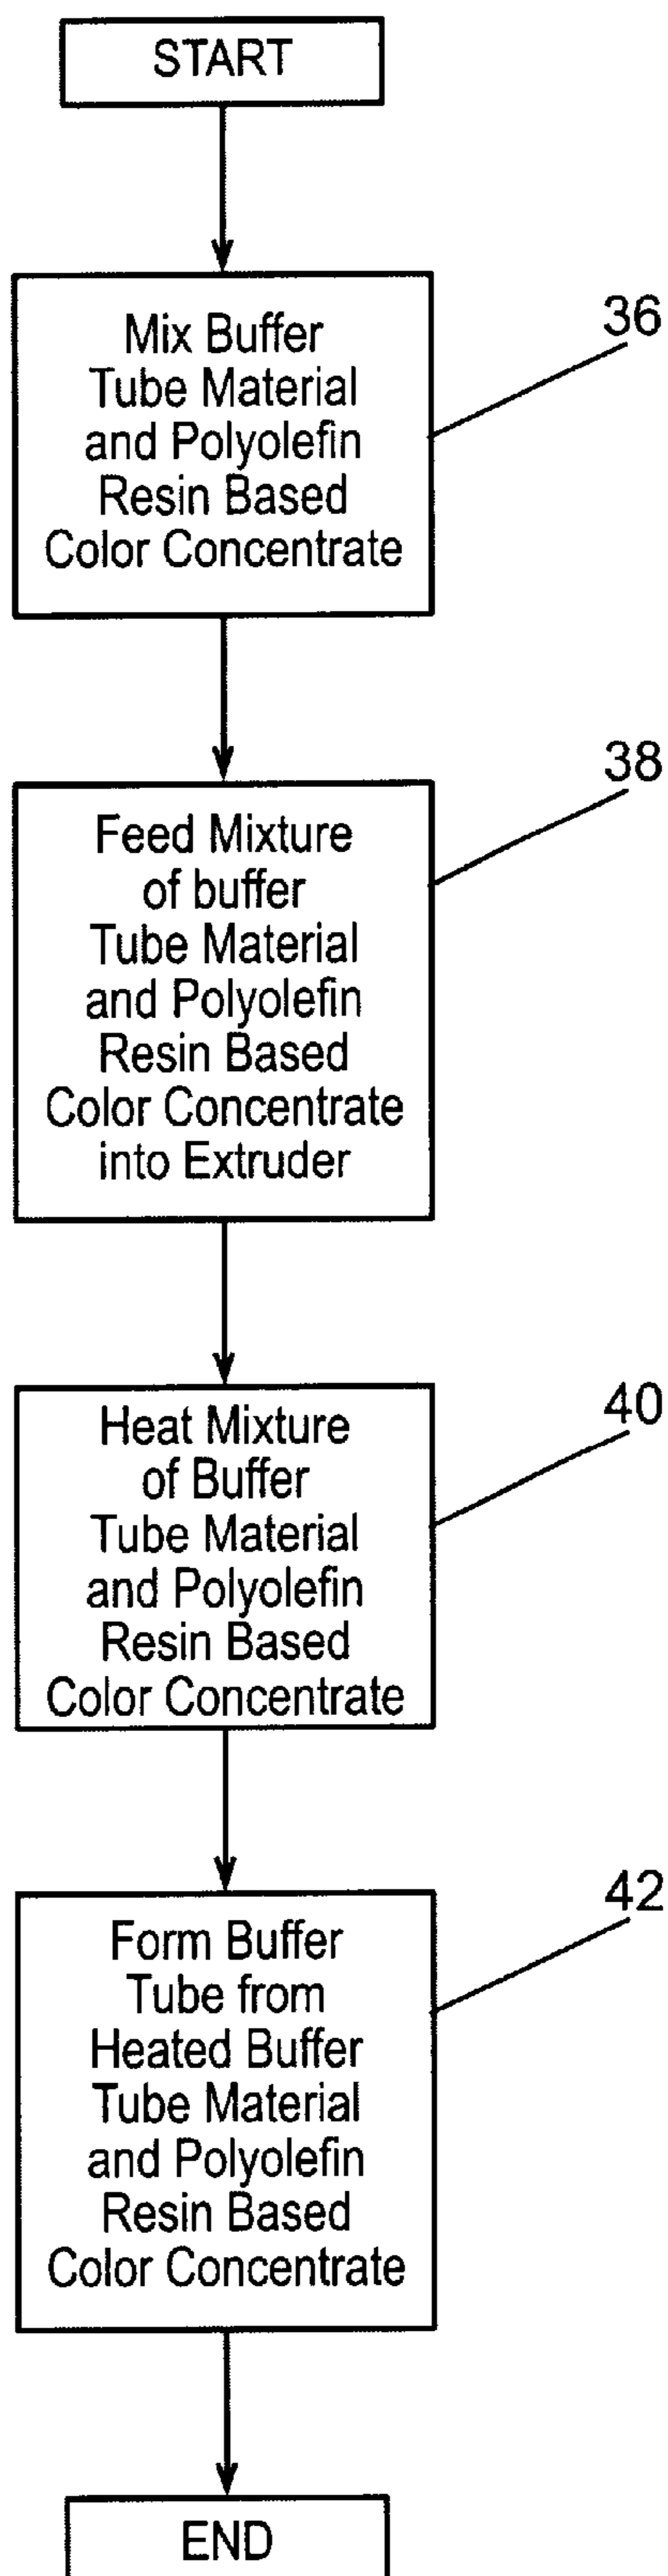 START
Mix Buffer
Tube Material
and Polyolefin
Resin Based
Color Concentrate
36
Feed Mixture
of buffer
Tube Material
and Polyolefin
Resin Based
Color Concentrate
into Extruder
38
Heat Mixture
of Buffer
Tube Material
and Polyolefin
Resin Based
Color Concentrate
40
Form Buffer
Tube from
Heated Buffer
Tube Material
and Polyolefin
Resin Based
Color Concentrate
42
END